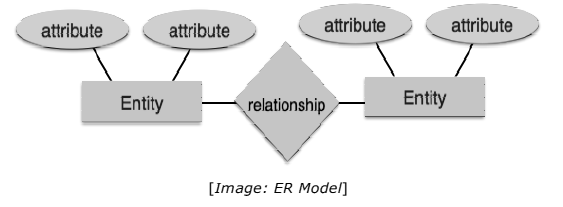 attribute
attribute
attribute
attribute
Entity
relationship
Entity
[Image: ER Model]